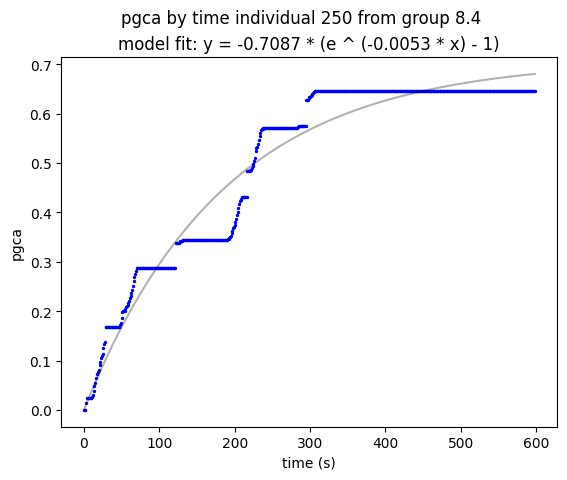 pgca by time individual 250 from group 8.4
model fit: y = -0.7087 * (e ^ (-0.0053 * x) - 1)
0.7
0.6
0.5
0.4
0.3
0.2
0.1
0.0
pgca
0 100 200 300 400 500 600
time (s)